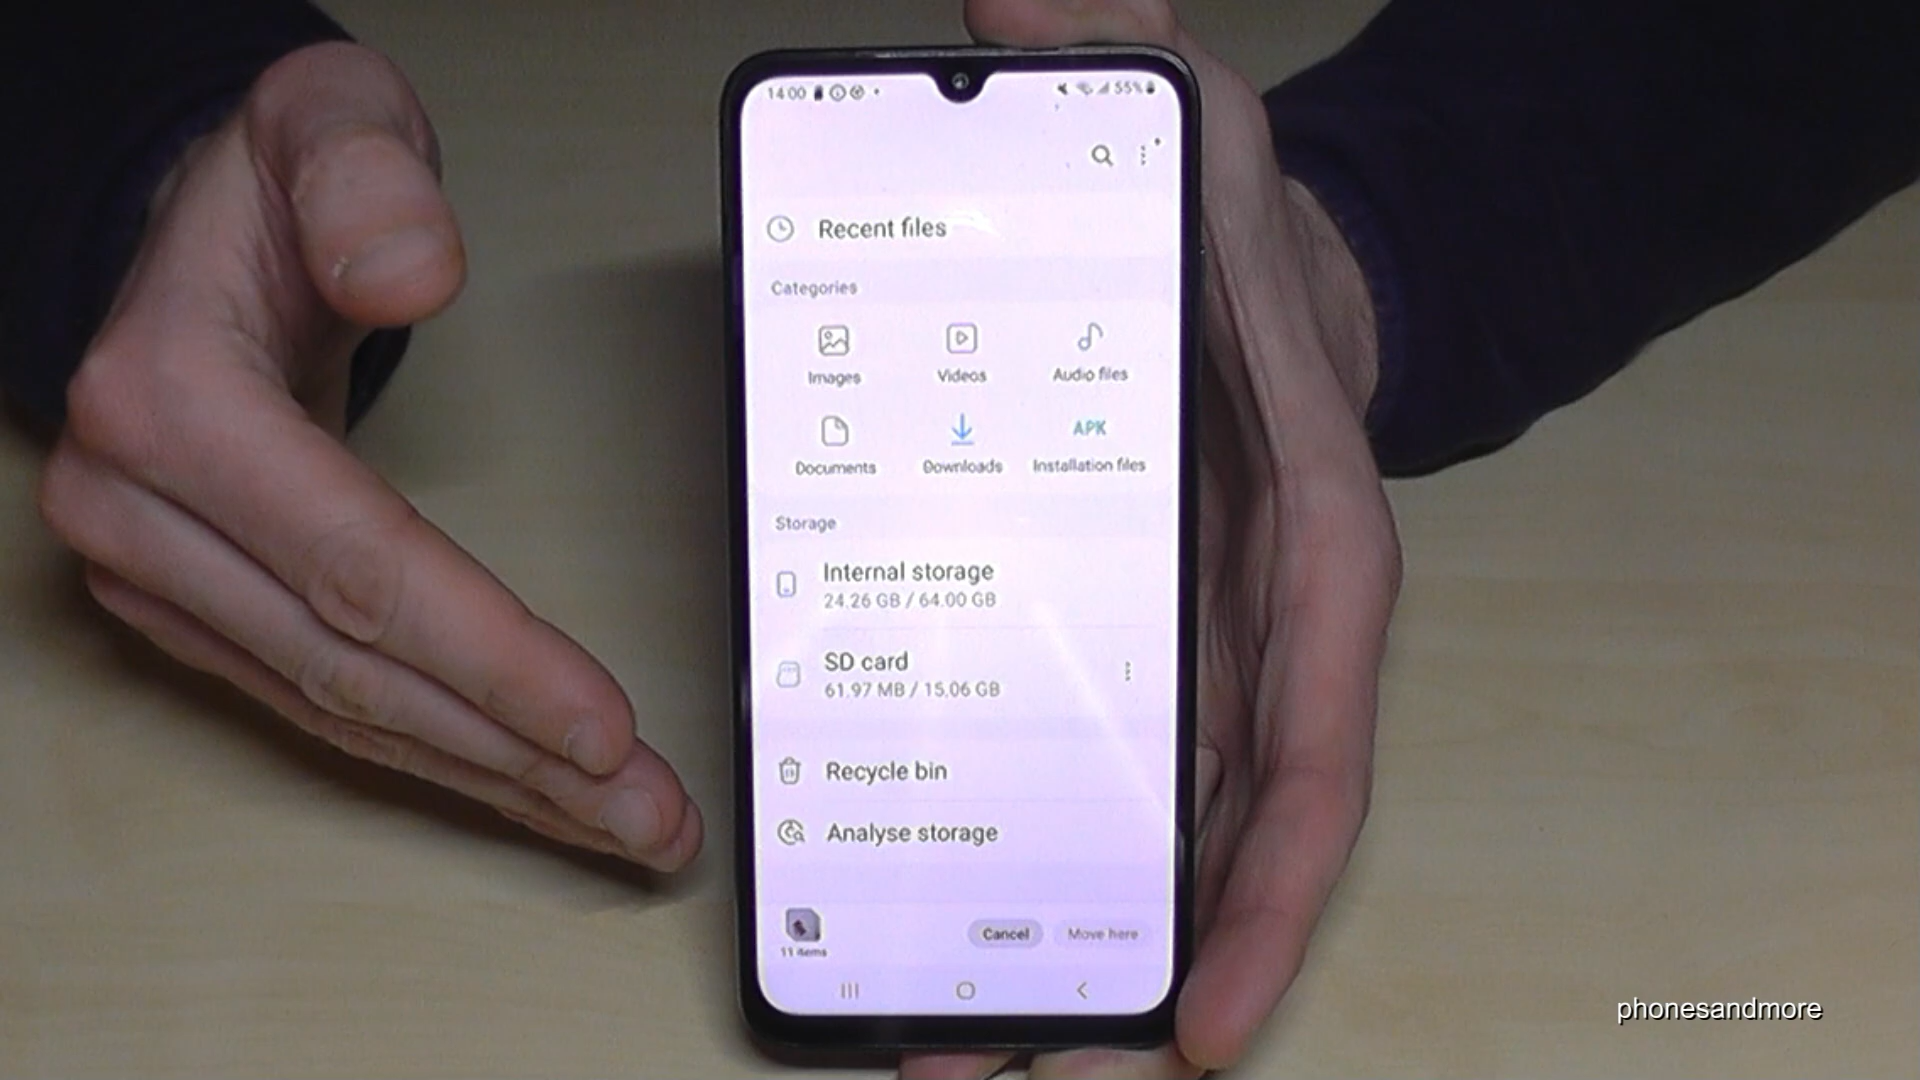 14:00
55%
Recent files
Categories
Images
Videos
Audio files
APK
Documents
Downloads
Installation files
Storage
Internal storage
24.26 GB / 64.00 GB
SD card
61.97 MB / 15.06 GB
Recycle bin
Analyse storage
11 items
Cancel
Move here
phonesandmore